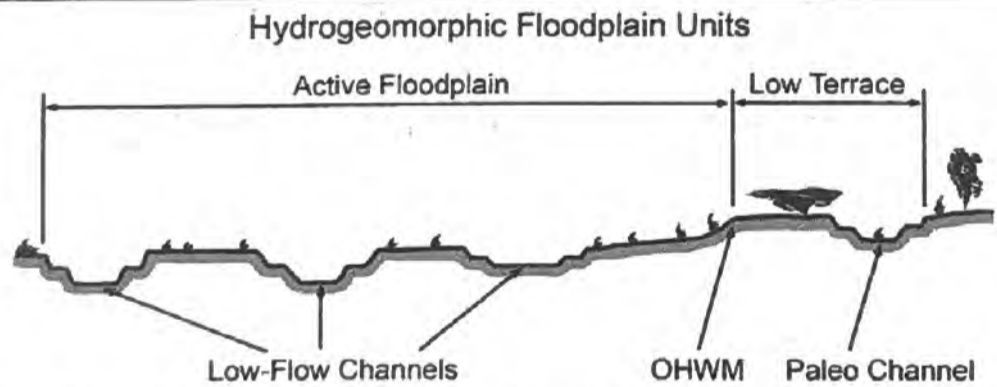 Hydrogeomorphic Floodplain Units
Active Floodplain
Low Terrace
Low-Flow Channels
OHWM
Paleo Channel